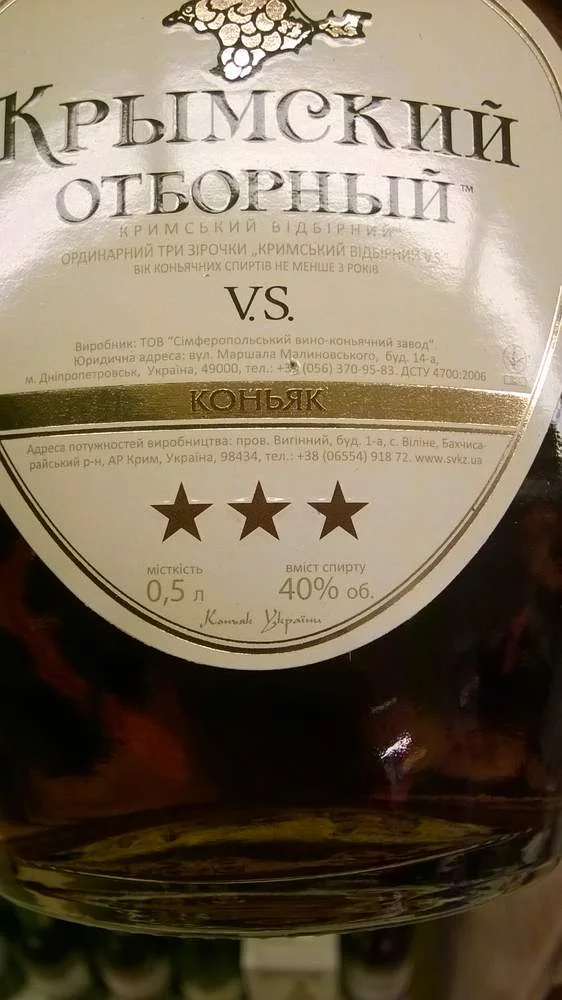 Крымский
отборный™
КРИМСЬКИЙ ВІДБІРНИЙ
ОРДИНАРНИЙ ТРИ ЗІРОЧКИ „КРИМСЬКИЙ ВІДБІРНИЙ V.S.”
ВІК КОНЬЯЧНИХ СПИРТІВ НЕ МЕНШЕ 3 РОКІВ
V.S.
Виробник: ТОВ "Сімферопольський вино-коньячний завод".
Юридична адреса: вул. Маршала Малиновського, буд. 14-а,
м. Дніпропетровськ, Україна, 49000, тел.: +38 (056) 370-95-83. ДСТУ 4700:2006
КОНЬЯК
Адреса потужностей виробництва: пров. Вигінний, буд. 1-а, с. Віліне, Бахчиса-
райський р-н, АР Крим, Україна, 98434, тел.: +38 (06554) 918 72. www.svkz.ua
місткість вміст спирту
0,5 л 40% об.
Коньяк України